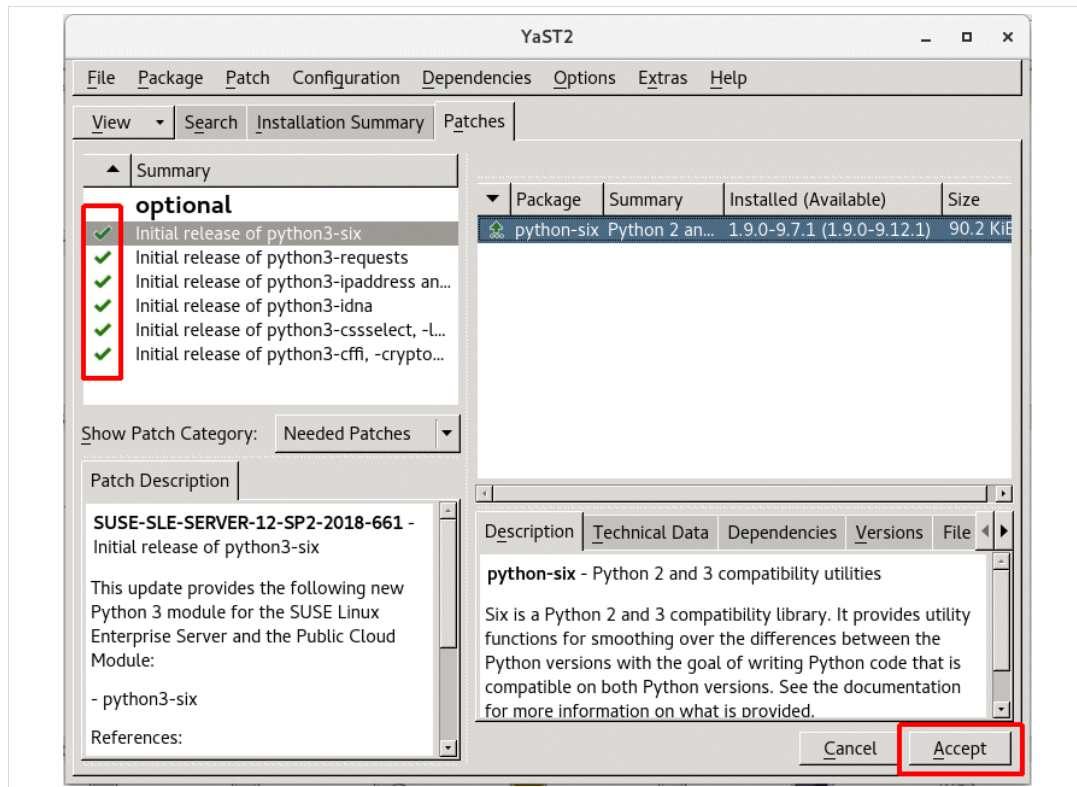 YaST2
File Package Patch Configuration Dependencies Options Extras Help
View Search Installation Summary Patches
Summary
optional
Initial release of python3-six
Initial release of python3-requests
Initial release of python3-ipaddress an...
Initial release of python3-idna
Initial release of python3-cssselect, -l...
Initial release of python3-cffi, -crypto...
Show Patch Category: Needed Patches
Patch Description
SUSE-SLE-SERVER-12-SP2-2018-661 -
Initial release of python3-six
This update provides the following new
Python 3 module for the SUSE Linux
Enterprise Server and the Public Cloud
Module:
- python3-six
References:
Package Summary Installed (Available) Size
python-six Python 2 an... 1.9.0-9.7.1 (1.9.0-9.12.1) 90.2 KiB
Description Technical Data Dependencies Versions File
python-six - Python 2 and 3 compatibility utilities
Six is a Python 2 and 3 compatibility library. It provides utility
functions for smoothing over the differences between the
Python versions with the goal of writing Python code that is
compatible on both Python versions. See the documentation
for more information on what is provided.
Cancel Accept